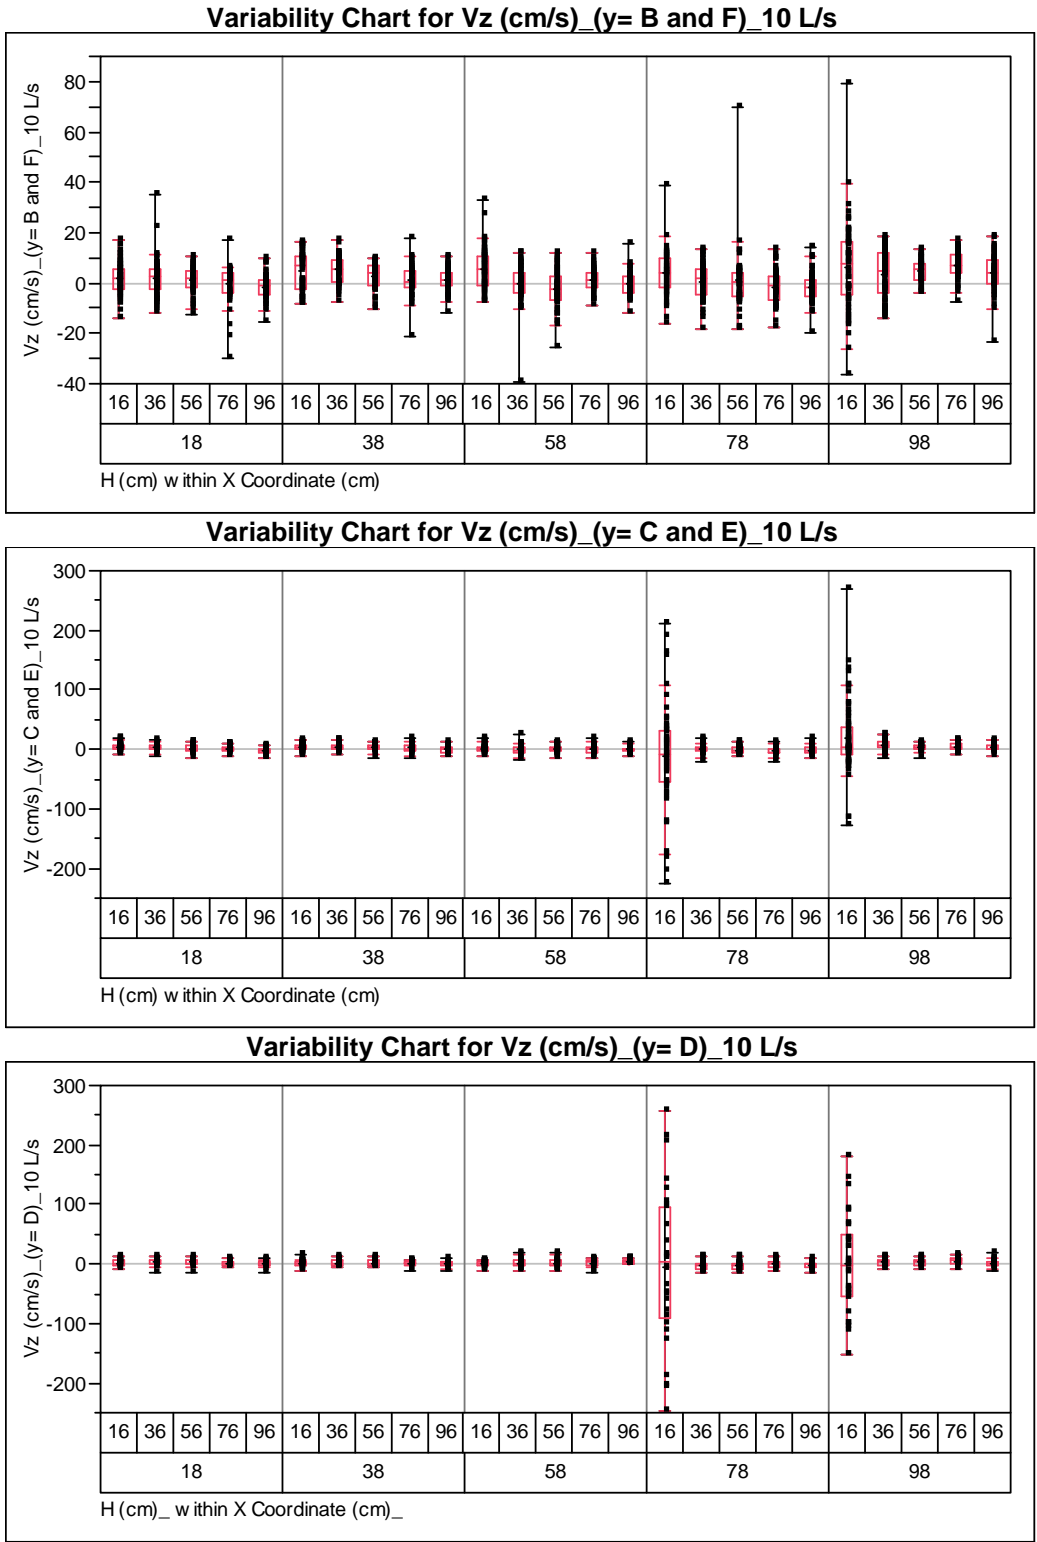 Variability Chart for Vz (cm/s)_(y= B and F)_10 L/s
Vz (cm/s)_(y= B and F)_10 L/s
80
60
40
20
0
-20
-40
16 36 56 76 96 16 36 56 76 96 16 36 56 76 96 16 36 56 76 96 16 36 56 76 96
18 38 58 78 98
H (cm) within X Coordinate (cm)
Variability Chart for Vz (cm/s)_(y= C and E)_10 L/s
Vz (cm/s)_(y= C and E)_10 L/s
300
200
100
0
-100
-200
16 36 56 76 96 16 36 56 76 96 16 36 56 76 96 16 36 56 76 96 16 36 56 76 96
18 38 58 78 98
H (cm) within X Coordinate (cm)
Variability Chart for Vz (cm/s)_(y= D)_10 L/s
Vz (cm/s)_(y= D)_10 L/s
300
200
100
0
-100
-200
16 36 56 76 96 16 36 56 76 96 16 36 56 76 96 16 36 56 76 96 16 36 56 76 96
18 38 58 78 98
H (cm)_ within X Coordinate (cm)_